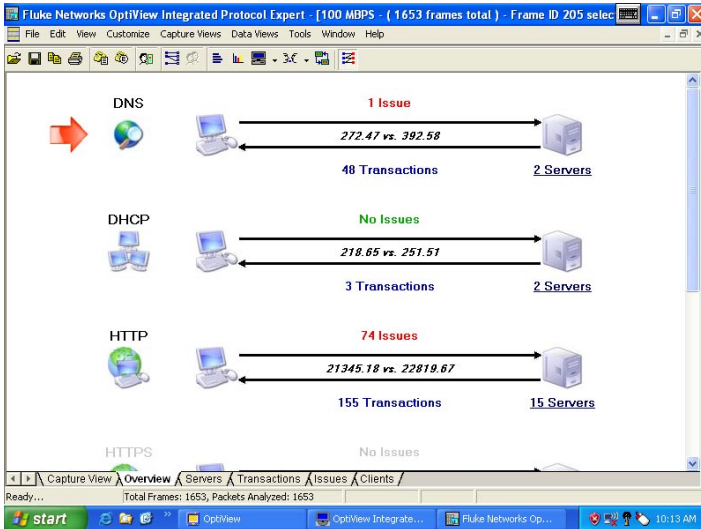 Fluke Networks OptiView Integrated Protocol Expert - [100 MBPS - ( 1653 frames total ) - Frame ID 205 selec
File Edit View Customize Capture Views Data Views Tools Window Help
DNS
1 Issue
272.47 vs. 392.58
48 Transactions
2 Servers
DHCP
No Issues
218.65 vs. 251.51
3 Transactions
2 Servers
HTTP
74 Issues
21345.18 vs. 22819.67
155 Transactions
15 Servers
HTTPS
No Issues
Capture View Overview Servers Transactions Issues Clients
Ready... Total Frames: 1653, Packets Analyzed: 1653
start OptiView OptiView Integrate... Fluke Networks Op... 10:13 AM